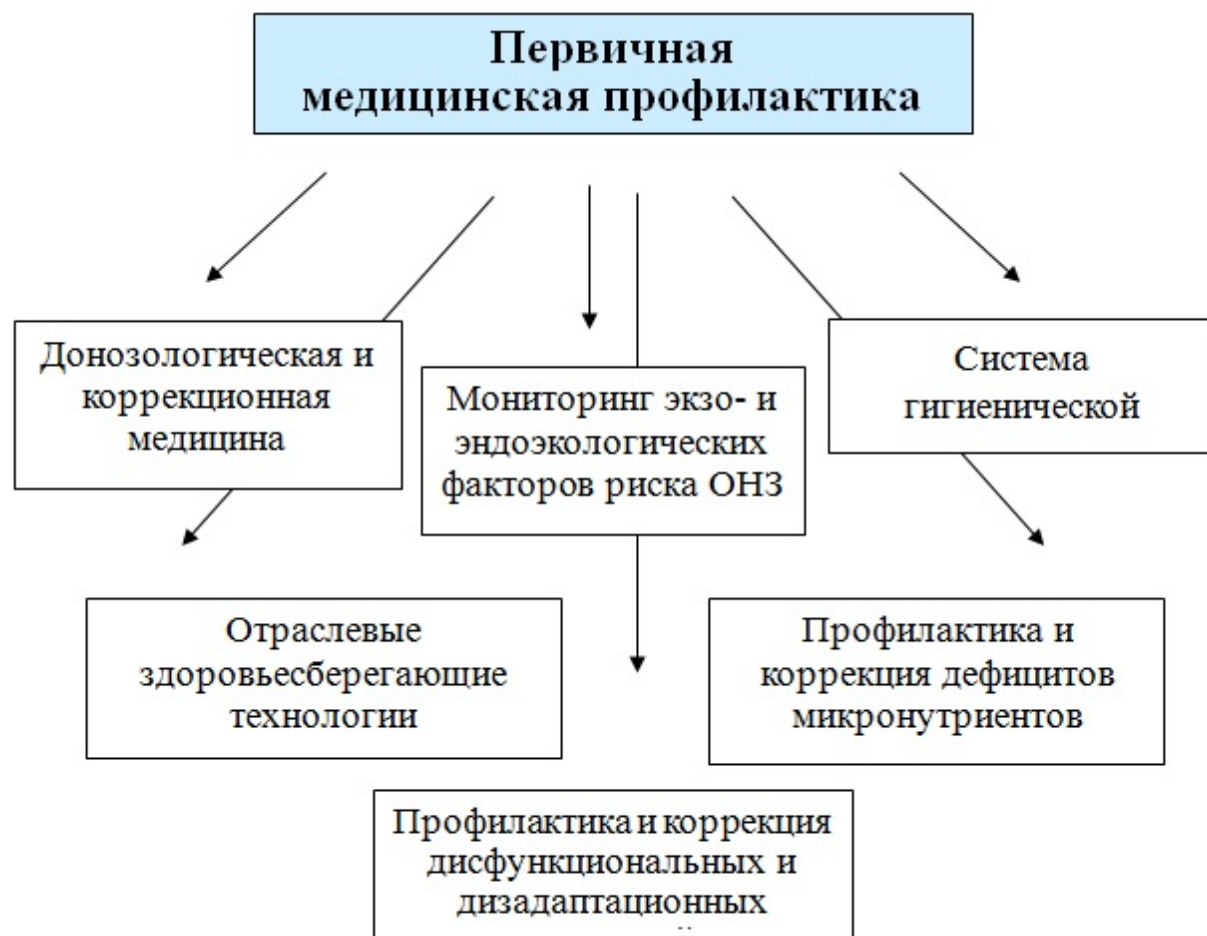 Первичная
медицинская профилактика
Донозологическая и
коррекционная
медицина
Мониторинг экзо- и
эндоэкологических
факторов риска ОНЗ
Система
гигиенической
Отраслевые
здоровьесберегающие
технологии
Профилактика и
коррекция дефицитов
микронутриентов
Профилактика и коррекция
дисфункциональных и
дизадаптационных